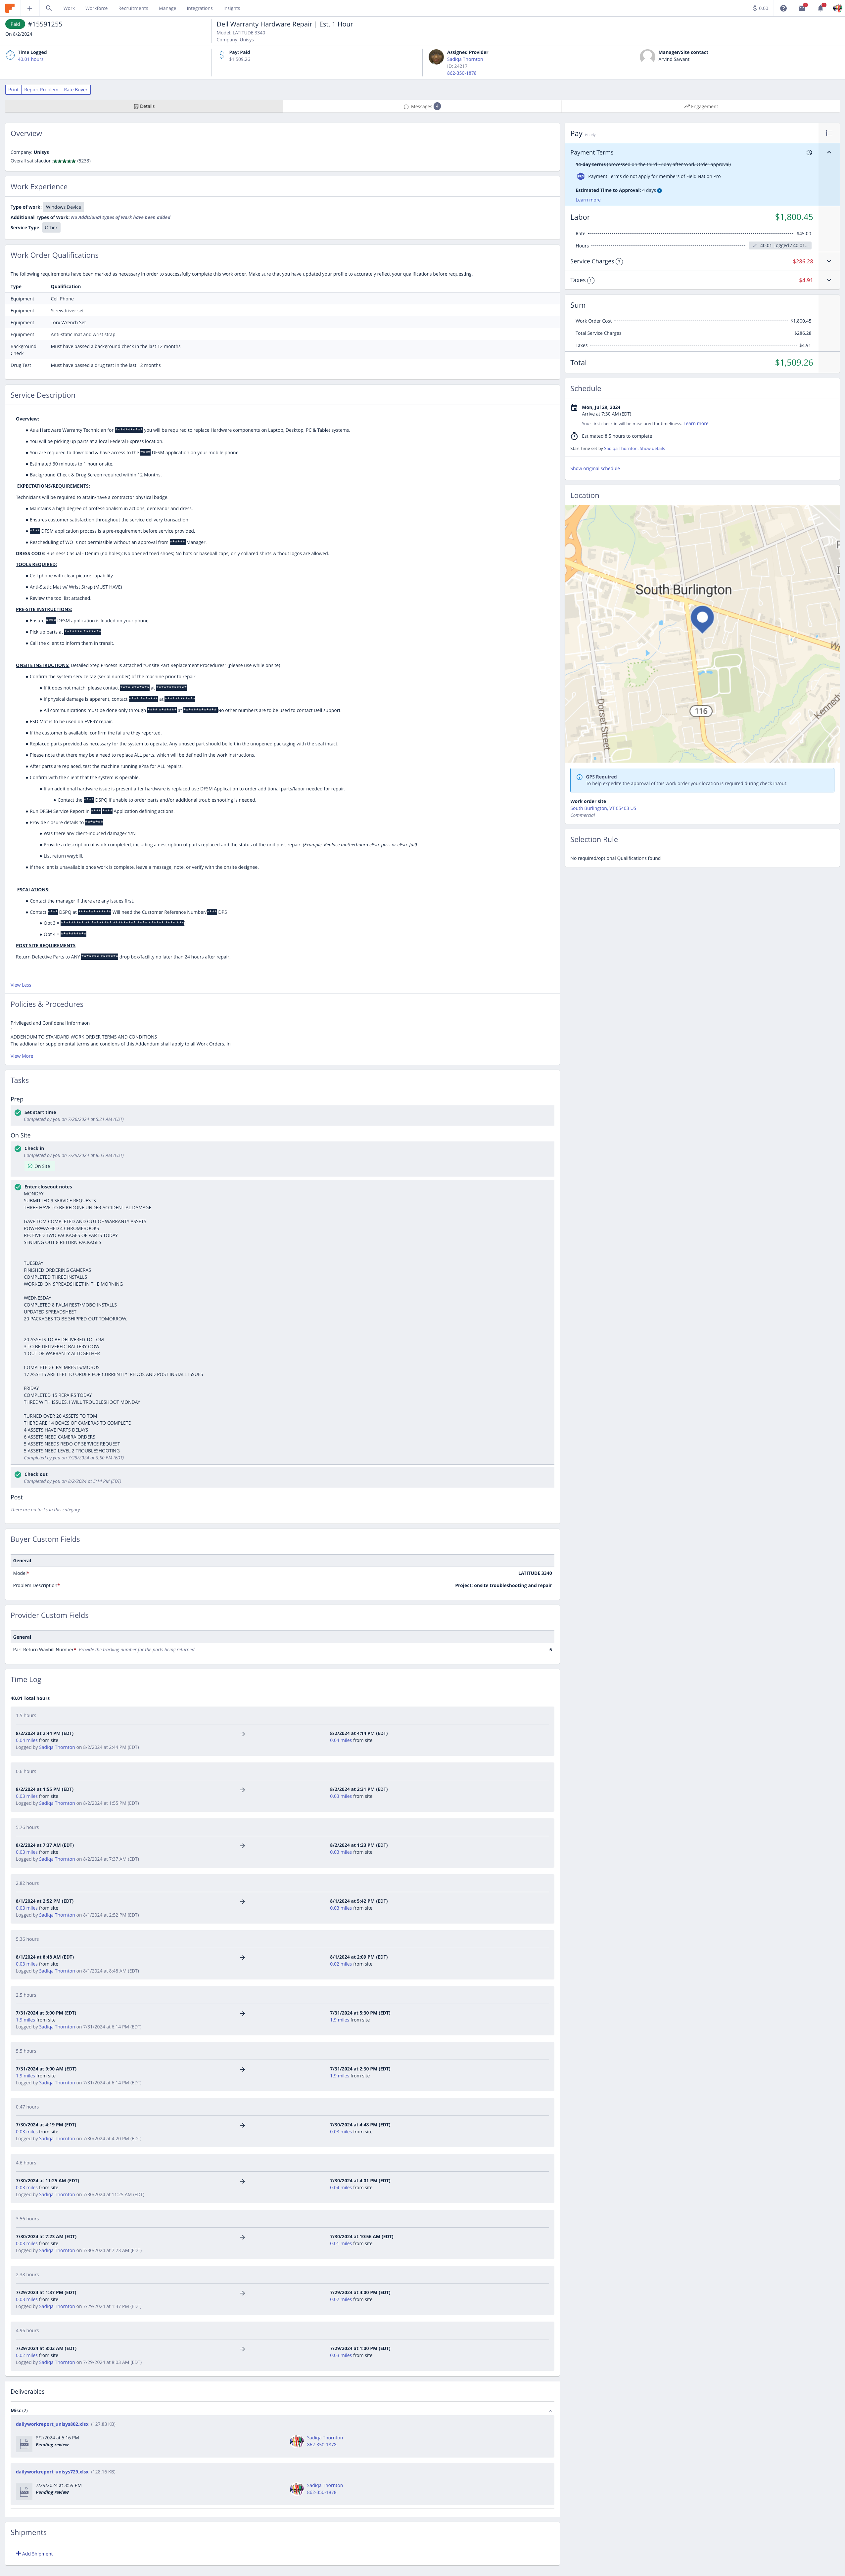 Work
Workforce
Recruitments
Manage
Integrations
Insights
0.00
Paid #15591255
On 8/2/2024
Dell Warranty Hardware Repair | Est. 1 Hour
Model: LATITUDE 3340
Company: Unisys
Time Logged
40.01 hours
Pay: Paid
$1,509.26
Assigned Provider
Sadiqa Thornton
ID: 24217
862-350-1878
Manager/Site contact
Arvind Sawant
Print
Report Problem
Rate Buyer
Details
Messages
Engagement
Overview
Company: Unisys
Overall satisfaction: ★★★★★ (5233)
Work Experience
Type of work: Windows Device
Additional Types of Work: No Additional types of work have been added
Service Type: Other
Work Order Qualifications
The following requirements have been marked as necessary in order to successfully complete this work order. Make sure that you have updated your profile to accurately reflect your qualifications before requesting.
Type Qualification
Equipment Cell Phone
Equipment Screwdriver set
Equipment Torx Wrench Set
Equipment Anti-static mat and wrist strap
Background Check Must have passed a background check in the last 12 months
Drug Test Must have passed a drug test in the last 12 months
Service Description
Overview:
• As a Hardware Warranty Technician for *********** you will be required to replace Hardware components on Laptop, Desktop, PC & Tablet systems.
• You will be picking up parts at a local Federal Express location.
• You are required to download & have access to the **** DFSM application on your mobile phone.
• Estimated 30 minutes to 1 hour onsite.
• Background Check & Drug Screen required within 12 Months.
EXPECTATIONS/REQUIREMENTS:
Technicians will be required to attain/have a contractor physical badge.
• Maintains a high degree of professionalism in actions, demeanor and dress.
• Ensures customer satisfaction throughout the service delivery transaction.
• **** DFSM application process is a pre-requirement before service provided.
• Rescheduling of WO is not permissible without an approval from ****** Manager.
DRESS CODE: Business Casual - Denim (no holes); No opened toed shoes; No hats or baseball caps; only collared shirts without logos are allowed.
TOOLS REQUIRED:
• Cell phone with clear picture capability
• Anti-Static Mat w/ Wrist Strap (MUST HAVE)
• Review the tool list attached.
PRE-SITE INSTRUCTIONS:
• Ensure **** DFSM application is loaded on your phone.
• Pick up parts at ******* *******
• Call the client to inform them in transit.
ONSITE INSTRUCTIONS: Detailed Step Process is attached "Onsite Part Replacement Procedures" (please use while onsite)
• Confirm the system service tag (serial number) of the machine prior to repair.
• If it does not match, please contact **** ******* at ************
• If physical damage is apparent, contact **** ******* at ************
• All communications must be done only through **** ******* at ************* No other numbers are to be used to contact Dell support.
• ESD Mat is to be used on EVERY repair.
• If the customer is available, confirm the failure they reported.
• Replaced parts provided as necessary for the system to operate. Any unused part should be left in the unopened packaging with the seal intact.
• Please note that there may be a need to replace ALL parts, which will be defined in the work instructions.
• After parts are replaced, test the machine running ePsa for ALL repairs.
• Confirm with the client that the system is operable.
• If an additional hardware issue is present after hardware is replaced use DFSM Application to order additional parts/labor needed for repair.
• Contact the **** DSPQ if unable to order parts and/or additional troubleshooting is needed.
• Run DFSM Service Report in **** **** Application defining actions.
• Provide closure details to *******
• Was there any client-induced damage? Y/N
• Provide a description of work completed, including a description of parts replaced and the status of the unit post-repair. (Example: Replace motherboard ePSA: pass or ePSA: fail)
• List return waybill.
• If the client is unavailable once work is complete, leave a message, note, or verify with the onsite designee.
ESCALATIONS:
• Contact the manager if there are any issues first.
• Contact **** DSPQ at ************* Will need the Customer Reference Number **** DPS
• Opt 3 = ********* ** ******** ********* **** ****** **** ***
• Opt 4 = **********
POST SITE REQUIREMENTS
Return Defective Parts to ANY ******* ******* drop box/facility no later than 24 hours after repair.
View Less
Policies & Procedures
Privileged and Confidenal Informaon
1
ADDENDUM TO STANDARD WORK ORDER TERMS AND CONDITIONS
The addional or supplemental terms and condions of this Addendum shall apply to all Work Orders. In
View More
Tasks
Prep
Set start time
Completed by you on 7/26/2024 at 5:21 AM (EDT)
On Site
Check in
Completed by you on 7/29/2024 at 8:03 AM (EDT)
On Site
Enter closeout notes
MONDAY
SUBMITTED 9 SERVICE REQUESTS
THREE HAVE TO BE REDONE UNDER ACCIDENTIAL DAMAGE
GAVE TOM COMPLETED AND OUT OF WARRANTY ASSETS
POWERWASHED 4 CHROMEBOOKS
RECEIVED TWO PACKAGES OF PARTS TODAY
SENDING OUT 8 RETURN PACKAGES
TUESDAY
FINISHED ORDERING CAMERAS
COMPLETED THREE INSTALLS
WORKED ON SPREADSHEET IN THE MORNING
WEDNESDAY
COMPLETED 8 PALM REST/MOBO INSTALLS
UPDATED SPREADSHEET
20 PACKAGES TO BE SHIPPED OUT TOMORROW.
20 ASSETS TO BE DELIVERED TO TOM
3 TO BE DELIVERED: BATTERY OOW
1 OUT OF WARRANTY ALTOGETHER
COMPLETED 6 PALMRESTS/MOBOS
17 ASSETS ARE LEFT TO ORDER FOR CURRENTLY: REDOS AND POST INSTALL ISSUES
FRIDAY
COMPLETED 15 REPAIRS TODAY
THREE WITH ISSUES, I WILL TROUBLESHOOT MONDAY
TURNED OVER 20 ASSETS TO TOM
THERE ARE 14 BOXES OF CAMERAS TO COMPLETE
4 ASSETS HAVE PARTS DELAYS
6 ASSETS NEED CAMERA ORDERS
5 ASSETS NEEDS REDO OF SERVICE REQUEST
5 ASSETS NEED LEVEL 2 TROUBLESHOOTING
Completed by you on 7/29/2024 at 3:50 PM (EDT)
Check out
Completed by you on 8/2/2024 at 5:14 PM (EDT)
Post
There are no tasks in this category.
Buyer Custom Fields
General
Model* LATITUDE 3340
Problem Description* Project; onsite troubleshooting and repair
Provider Custom Fields
General
Part Return Waybill Number* Provide the tracking number for the parts being returned 5
Time Log
40.01 Total hours
1.5 hours
8/2/2024 at 2:44 PM (EDT) → 8/2/2024 at 4:14 PM (EDT)
0.04 miles from site 0.04 miles from site
Logged by Sadiqa Thornton on 8/2/2024 at 2:44 PM (EDT)
0.6 hours
8/2/2024 at 1:55 PM (EDT) → 8/2/2024 at 2:31 PM (EDT)
0.03 miles from site 0.03 miles from site
Logged by Sadiqa Thornton on 8/2/2024 at 1:55 PM (EDT)
5.76 hours
8/2/2024 at 7:37 AM (EDT) → 8/2/2024 at 1:23 PM (EDT)
0.03 miles from site 0.03 miles from site
Logged by Sadiqa Thornton on 8/2/2024 at 7:37 AM (EDT)
2.82 hours
8/1/2024 at 2:52 PM (EDT) → 8/1/2024 at 5:42 PM (EDT)
0.03 miles from site 0.03 miles from site
Logged by Sadiqa Thornton on 8/1/2024 at 2:52 PM (EDT)
5.36 hours
8/1/2024 at 8:48 AM (EDT) → 8/1/2024 at 2:09 PM (EDT)
0.03 miles from site 0.02 miles from site
Logged by Sadiqa Thornton on 8/1/2024 at 8:48 AM (EDT)
2.5 hours
7/31/2024 at 3:00 PM (EDT) → 7/31/2024 at 5:30 PM (EDT)
1.9 miles from site 1.9 miles from site
Logged by Sadiqa Thornton on 7/31/2024 at 8:14 PM (EDT)
5.5 hours
7/31/2024 at 9:00 AM (EDT) → 7/31/2024 at 2:30 PM (EDT)
1.9 miles from site 1.9 miles from site
Logged by Sadiqa Thornton on 7/31/2024 at 8:14 PM (EDT)
0.47 hours
7/30/2024 at 4:19 PM (EDT) → 7/30/2024 at 4:48 PM (EDT)
0.03 miles from site 0.03 miles from site
Logged by Sadiqa Thornton on 7/30/2024 at 4:20 PM (EDT)
4.6 hours
7/30/2024 at 11:25 AM (EDT) → 7/30/2024 at 4:01 PM (EDT)
0.03 miles from site 0.04 miles from site
Logged by Sadiqa Thornton on 7/30/2024 at 11:25 AM (EDT)
3.56 hours
7/30/2024 at 7:23 AM (EDT) → 7/30/2024 at 10:56 AM (EDT)
0.03 miles from site 0.01 miles from site
Logged by Sadiqa Thornton on 7/30/2024 at 7:23 AM (EDT)
2.38 hours
7/29/2024 at 1:37 PM (EDT) → 7/29/2024 at 4:00 PM (EDT)
0.03 miles from site 0.02 miles from site
Logged by Sadiqa Thornton on 7/29/2024 at 1:37 PM (EDT)
4.96 hours
7/29/2024 at 8:03 AM (EDT) → 7/29/2024 at 1:00 PM (EDT)
0.02 miles from site 0.03 miles from site
Logged by Sadiqa Thornton on 7/29/2024 at 8:03 AM (EDT)
Deliverables
Misc (2)
dailyworkreport_unisys802.xlsx (127.83 KB)
8/2/2024 at 5:16 PM
Pending review
Sadiqa Thornton
862-350-1878
dailyworkreport_unisys729.xlsx (128.16 KB)
7/29/2024 at 3:59 PM
Pending review
Sadiqa Thornton
862-350-1878
Shipments
+ Add Shipment
Pay hourly
Payment Terms
14-day terms (processed on the third Friday after Work Order approval)
Payment Terms do not apply for members of Field Nation Pro
Estimated Time to Approval: 4 days
Learn more
Labor $1,800.45
Rate $45.00
Hours 40.01 Logged / 40.01...
Service Charges 3 $286.28
Taxes 1 $4.91
Sum
Work Order Cost $1,800.45
Total Service Charges $286.28
Taxes $4.91
Total $1,509.26
Schedule
Mon, Jul 29, 2024
Arrive at 7:30 AM (EDT)
Your first check in will be measured for timeliness. Learn more
Estimated 8.5 hours to complete
Start time set by Sadiqa Thornton. Show details
Show original schedule
Location
South Burlington
116
Dorset Street
Kennedy
GPS Required
To help expedite the approval of this work order your location is required during check in/out.
Work order site
South Burlington, VT 05403 US
Commercial
Selection Rule
No required/optional Qualifications found